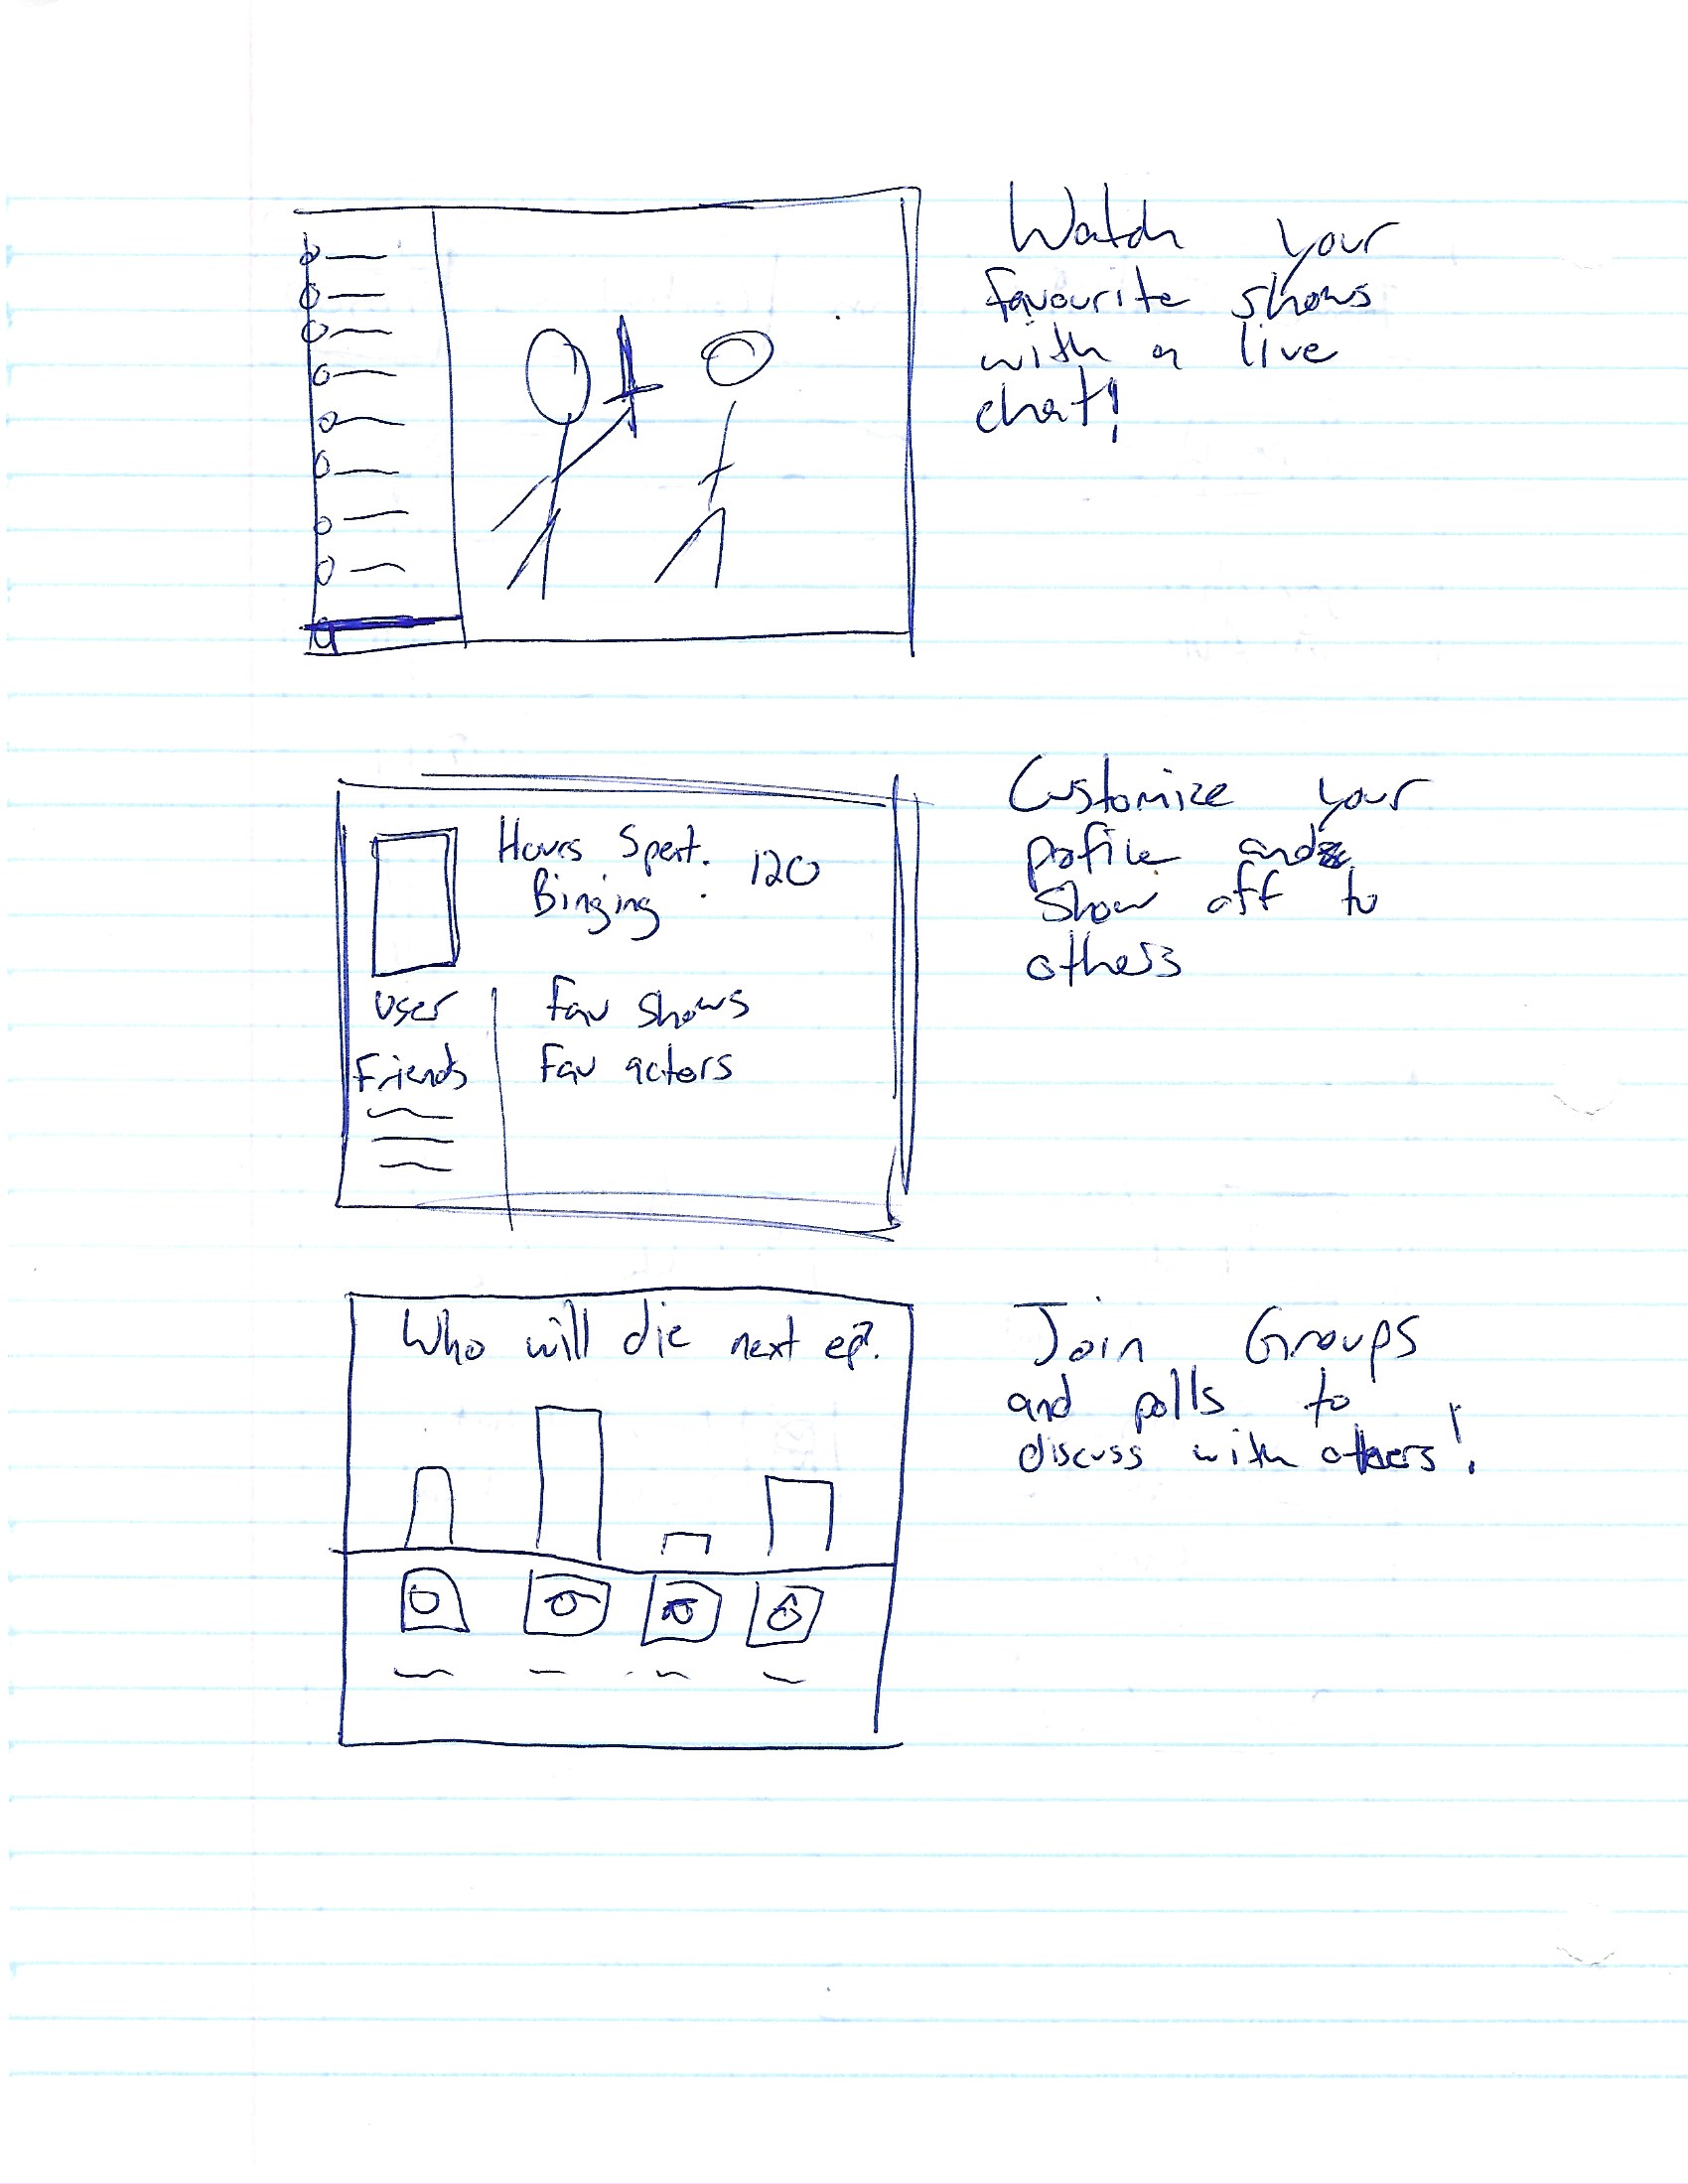 Watch your
favourite shows
with a live
chat!
Hours Spent
Binging : 120
User
Friends
Fav shows
Fav actors
Customize your
profile and
show off to
others
Who will die next ep?
Join Groups
and polls to
discuss with others!